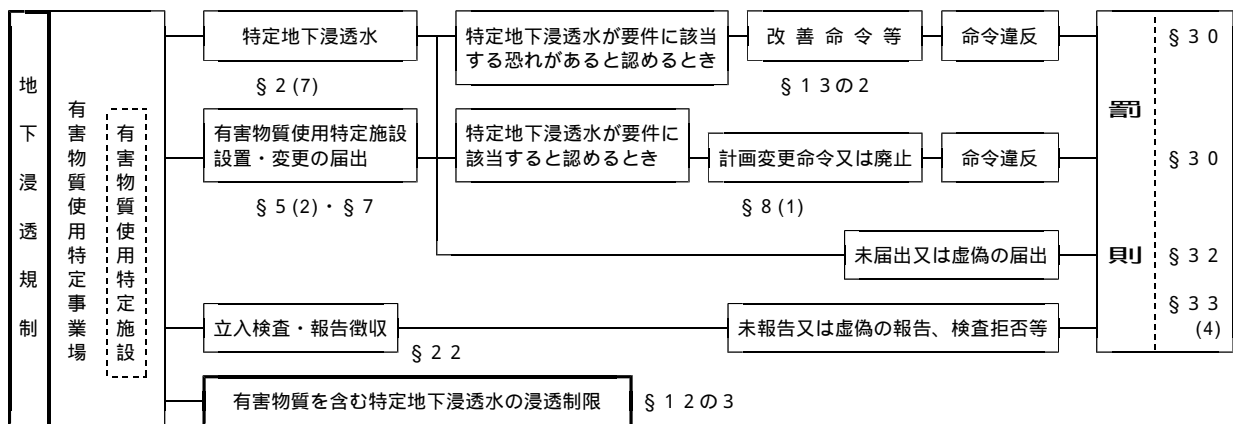 地下浸透規制
有害物質使用特定事業場
有害物質使用特定施設
特定地下浸透水
§2(7)
特定地下浸透水が要件に該当
する恐れがあると認めるとき
改善命令等
§13の2
命令違反
§30
有害物質使用特定施設
設置・変更の届出
§5(2)・§7
特定地下浸透水が要件に
該当すると認めるとき
計画変更命令又は廃止
§8(1)
命令違反
§30
未届出又は虚偽の届出
§32
立入検査・報告徴収
§22
未報告又は虚偽の報告、検査拒否等
§33
(4)
罰則
有害物質を含む特定地下浸透水の浸透制限
§12の3